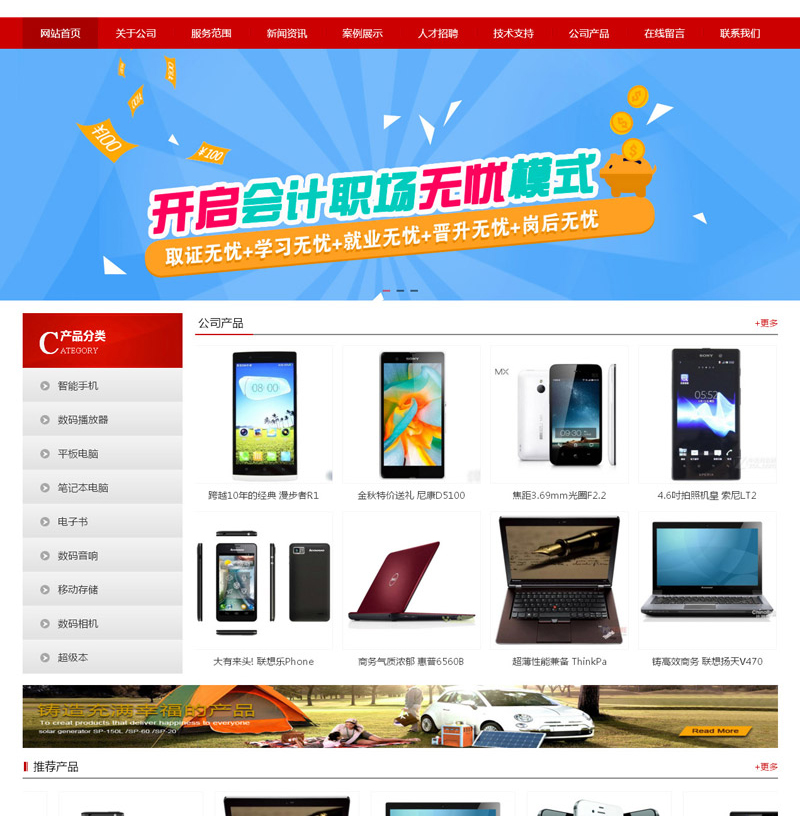 网站首页 关于公司 服务范围 新闻资讯 案例展示 人才招聘 技术支持 公司产品 在线留言 联系我们
100¥
¥100
开启会计职场无忧模式
取证无忧+学习无忧+就业无忧+晋升无忧+岗后无忧
C产品分类
ATEGORY
智能手机
数码播放器
平板电脑
笔记本电脑
电子书
数码音响
移动存储
数码相机
超级本
公司产品 +更多
08:00
MX
09:30
SONY
05:52
跨越10年的经典 漫步者R1 金秋特价送礼 尼康D5100 焦距3.69mm光圈F2.2 4.6吋拍照机皇 索尼LT2
大有来头! 联想乐Phone 商务气质浓郁 惠普6560B 超薄性能兼备 ThinkPa 铸高效商务 联想扬天V470
铸造充满幸福的产品
To creat products that deliver happiness to everyone
solar generator SP-150L /SP-60 /SP-20
Read More
推荐产品 +更多